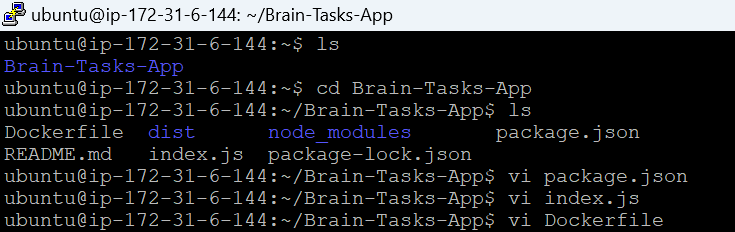 ubuntu@ip-172-31-6-144: ~/Brain-Tasks-App
ubuntu@ip-172-31-6-144:~$ ls
Brain-Tasks-App
ubuntu@ip-172-31-6-144:~$ cd Brain-Tasks-App
ubuntu@ip-172-31-6-144:~/Brain-Tasks-App$ ls
Dockerfile  dist      node_modules       package.json
README.md   index.js  package-lock.json
ubuntu@ip-172-31-6-144:~/Brain-Tasks-App$ vi package.json
ubuntu@ip-172-31-6-144:~/Brain-Tasks-App$ vi index.js
ubuntu@ip-172-31-6-144:~/Brain-Tasks-App$ vi Dockerfile